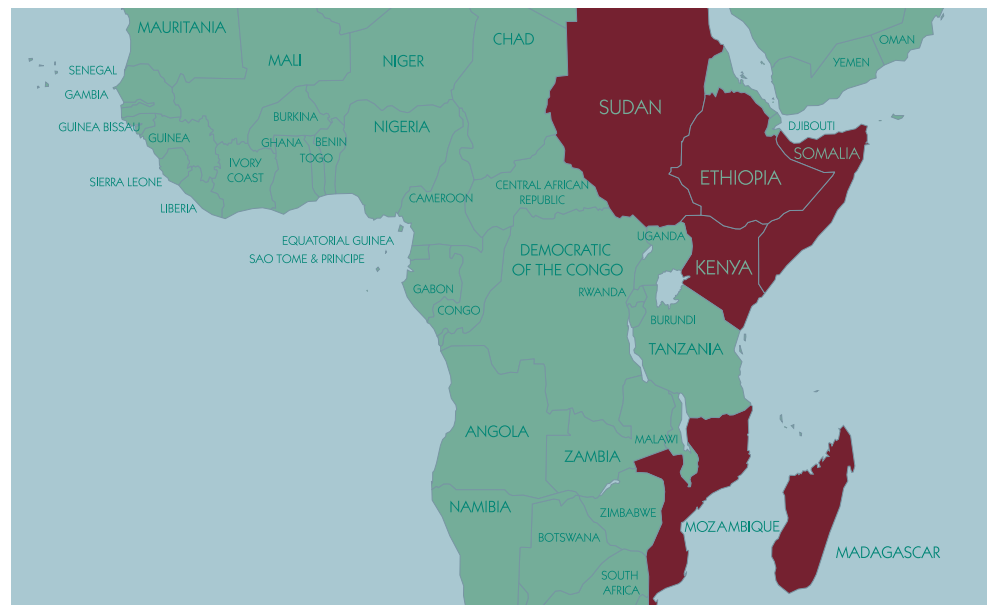 MAURITANIA
MALI
NIGER
CHAD
OMAN
YEMEN
SENEGAL
GAMBIA
GUINEA BISSAU
GUINEA
BURKINA
GHANA
BENIN
TOGO
NIGERIA
SUDAN
DJIBOUTI
SOMALIA
ETHIOPIA
IVORY
COAST
SIERRA LEONE
LIBERIA
CAMEROON
CENTRAL AFRICAN
REPUBLIC
EQUATORIAL GUINEA
SAO TOME & PRINCIPE
DEMOCRATIC
OF THE CONGO
UGANDA
KENYA
GABON
CONGO
RWANDA
BURUNDI
TANZANIA
ANGOLA
ZAMBIA
MALAWI
NAMIBIA
ZIMBABWE
BOTSWANA
MOZAMBIQUE
MADAGASCAR
SOUTH
AFRICA